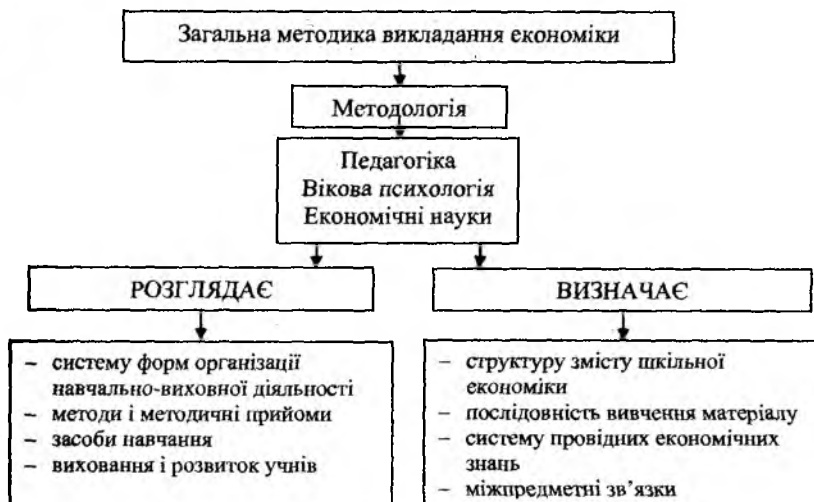 Загальна методика викладання економіки
Методологія
Педагогіка
Вікова психологія
Економічні науки
РОЗГЛЯДАЄ
– систему форм організації
навчально-виховної діяльності
– методи і методичні прийоми
– засоби навчання
– виховання і розвиток учнів
ВИЗНАЧАЄ
– структуру змісту шкільної
економіки
– послідовність вивчення матеріалу
– систему провідних економічних
знань
– міжпредметні зв’язки